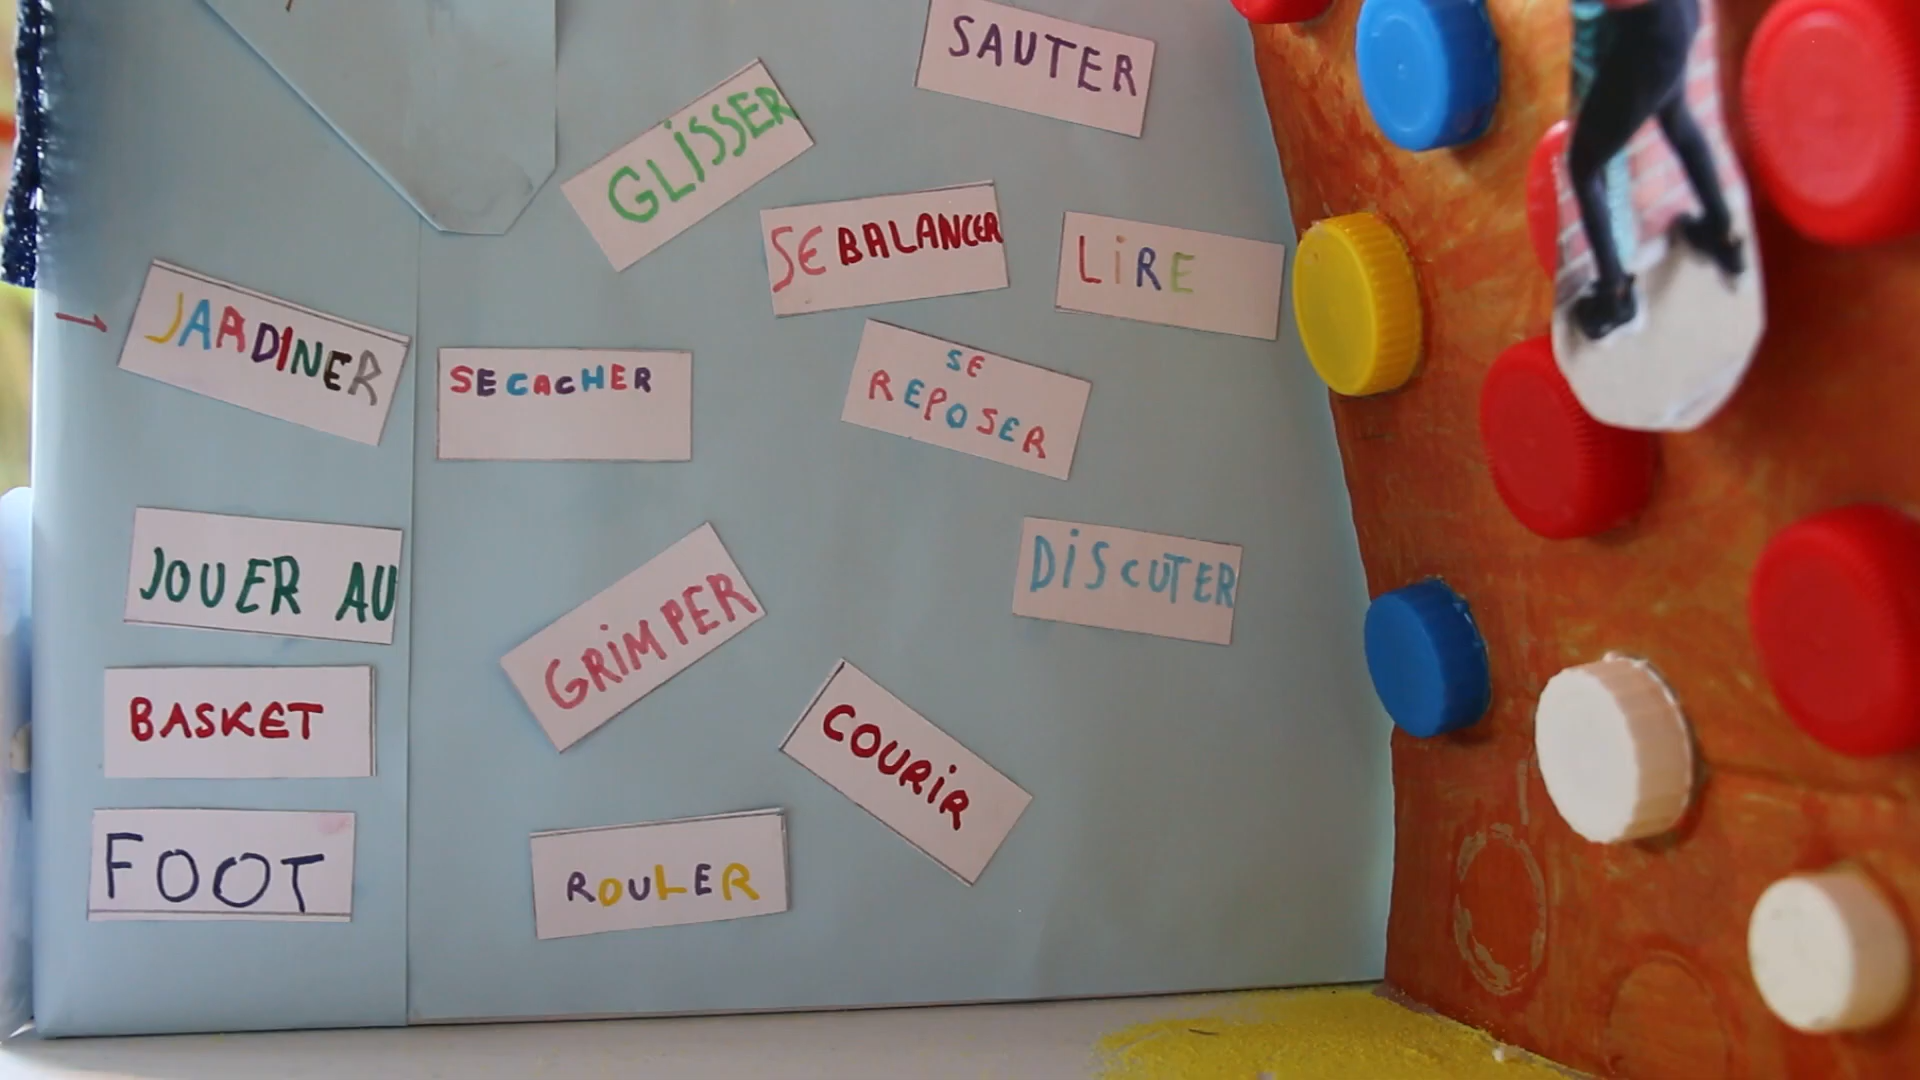 SAUTER
GLISSER
SE BALANCER
LIRE
JARDINER
SE CACHER
SE
REPOSER
JOUER AU
DISCUTER
GRIMPER
BASKET
COURIR
FOOT
ROULER